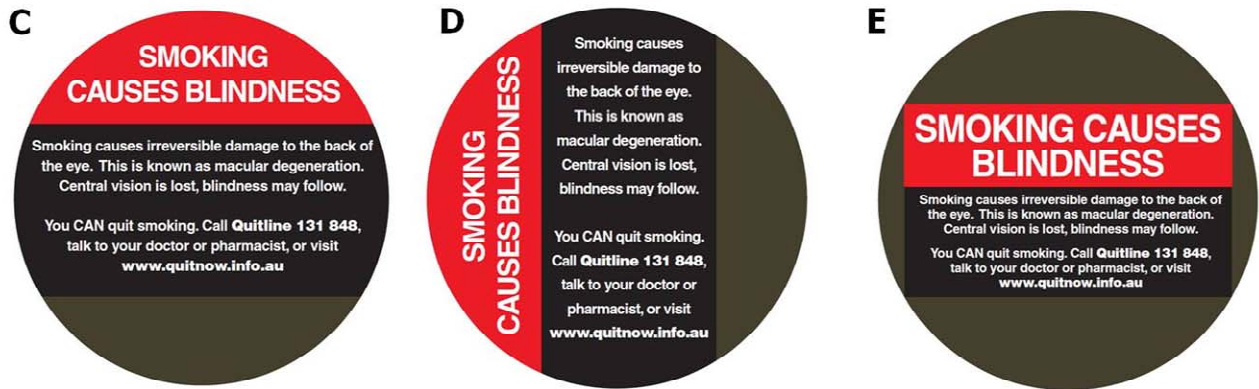 C
SMOKING
CAUSES BLINDNESS
Smoking causes irreversible damage to the back of
the eye. This is known as macular degeneration.
Central vision is lost, blindness may follow.
You CAN quit smoking. Call Quitline 131 848,
talk to your doctor or pharmacist, or visit
www.quitnow.info.au
D
SMOKING
CAUSES BLINDNESS
Smoking causes
irreversible damage to
the back of the eye.
This is known as
macular degeneration.
Central vision is lost,
blindness may follow.
You CAN quit smoking.
Call Quitline 131 848,
talk to your doctor or
pharmacist, or visit
www.quitnow.info.au
E
SMOKING CAUSES
BLINDNESS
Smoking causes irreversible damage to the back of
the eye. This is known as macular degeneration.
Central vision is lost, blindness may follow.
You CAN quit smoking. Call Quitline 131 848,
talk to your doctor or pharmacist, or visit
www.quitnow.info.au